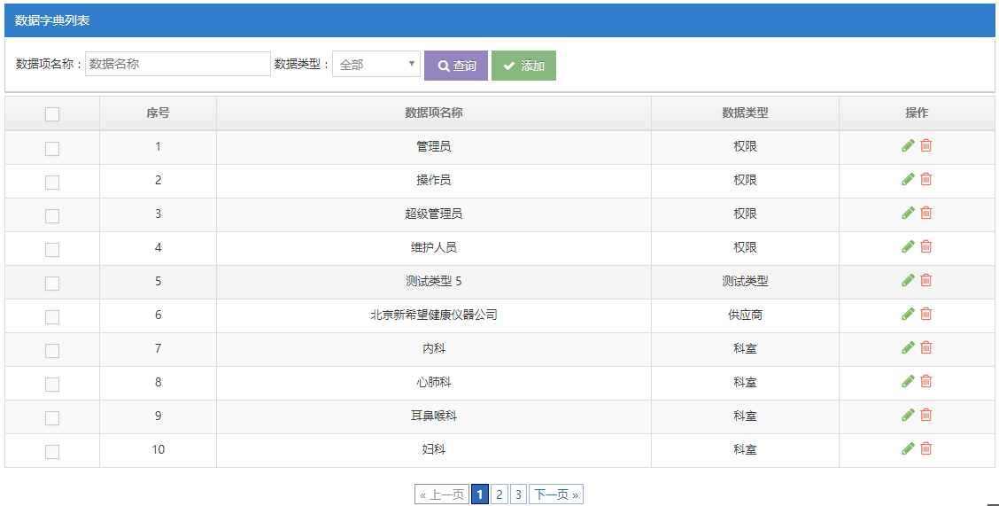 数据字典列表
数据项名称： 数据名称 数据类型： 全部 查询 添加
序号 数据项名称 数据类型 操作
1 管理员 权限
2 操作员 权限
3 超级管理员 权限
4 维护人员 权限
5 测试类型 5 测试类型
6 北京新希望健康仪器公司 供应商
7 内科 科室
8 心肺科 科室
9 耳鼻喉科 科室
10 妇科 科室
« 上一页 1 2 3 下一页 »